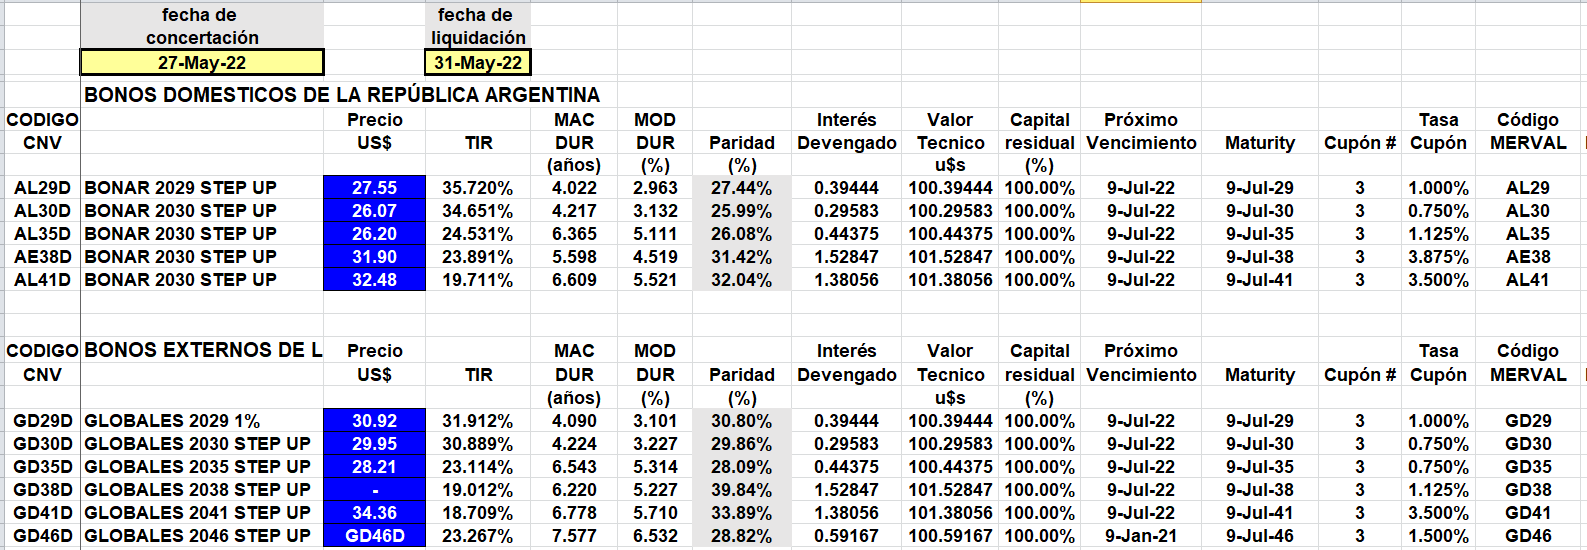 fecha de concertación fecha de liquidación
27-May-22 31-May-22
BONOS DOMESTICOS DE LA REPÚBLICA ARGENTINA
CODIGO Precio MAC MOD Interés Valor Capital Próximo Tasa Código
CNV US$ TIR DUR DUR Paridad Devengado Tecnico residual Vencimiento Maturity Cupón # Cupón MERVAL
(años) (%) (%) u$s (%)
AL29D BONAR 2029 STEP UP 27.55 35.720% 4.022 2.963 27.44% 0.39444 100.39444 100.00% 9-Jul-22 9-Jul-29 3 1.000% AL29
AL30D BONAR 2030 STEP UP 26.07 34.651% 4.217 3.132 25.99% 0.29583 100.29583 100.00% 9-Jul-22 9-Jul-30 3 0.750% AL30
AL35D BONAR 2030 STEP UP 26.20 24.531% 6.365 5.111 26.08% 0.44375 100.44375 100.00% 9-Jul-22 9-Jul-35 3 1.125% AL35
AE38D BONAR 2030 STEP UP 31.90 23.891% 5.598 4.519 31.42% 1.52847 101.52847 100.00% 9-Jul-22 9-Jul-38 3 3.875% AE38
AL41D BONAR 2030 STEP UP 32.48 19.711% 6.609 5.521 32.04% 1.38056 101.38056 100.00% 9-Jul-22 9-Jul-41 3 3.500% AL41
CODIGO BONOS EXTERNOS DE L Precio MAC MOD Interés Valor Capital Próximo Tasa Código
CNV US$ TIR DUR DUR Paridad Devengado Tecnico residual Vencimiento Maturity Cupón # Cupón MERVAL
(años) (%) (%) u$s (%)
GD29D GLOBALES 2029 1% 30.92 31.912% 4.090 3.101 30.80% 0.39444 100.39444 100.00% 9-Jul-22 9-Jul-29 3 1.000% GD29
GD30D GLOBALES 2030 STEP UP 29.95 30.889% 4.224 3.227 29.86% 0.29583 100.29583 100.00% 9-Jul-22 9-Jul-30 3 0.750% GD30
GD35D GLOBALES 2035 STEP UP 28.21 23.114% 6.543 5.314 28.09% 0.44375 100.44375 100.00% 9-Jul-22 9-Jul-35 3 0.750% GD35
GD38D GLOBALES 2038 STEP UP - 19.012% 6.220 5.227 39.84% 1.52847 101.52847 100.00% 9-Jul-22 9-Jul-38 3 1.125% GD38
GD41D GLOBALES 2041 STEP UP 34.36 18.709% 6.778 5.710 33.89% 1.38056 101.38056 100.00% 9-Jul-22 9-Jul-41 3 3.500% GD41
GD46D GLOBALES 2046 STEP UP GD46D 23.267% 7.577 6.532 28.82% 0.59167 100.59167 100.00% 9-Jan-21 9-Jul-46 3 1.500% GD46